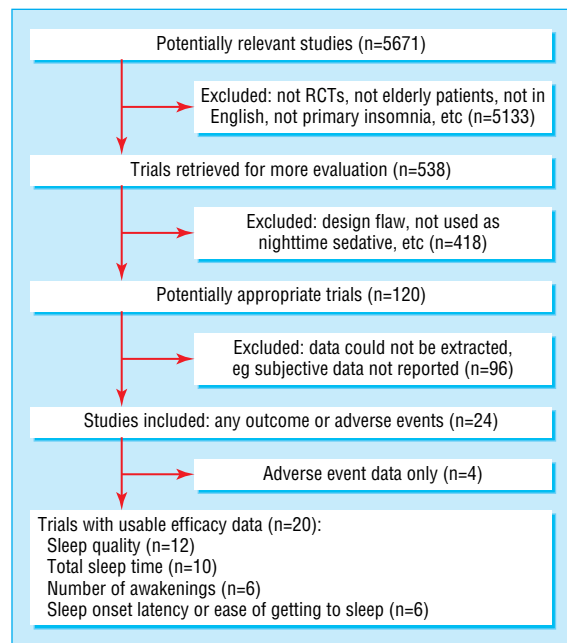 Potentially relevant studies (n=5671)
Excluded: not RCTs, not elderly patients, not in
English, not primary insomnia, etc (n=5133)
Trials retrieved for more evaluation (n=538)
Excluded: design flaw, not used as
nighttime sedative, etc (n=418)
Potentially appropriate trials (n=120)
Excluded: data could not be extracted,
eg subjective data not reported (n=96)
Studies included: any outcome or adverse events (n=24)
Adverse event data only (n=4)
Trials with usable efficacy data (n=20):
Sleep quality (n=12)
Total sleep time (n=10)
Number of awakenings (n=6)
Sleep onset latency or ease of getting to sleep (n=6)